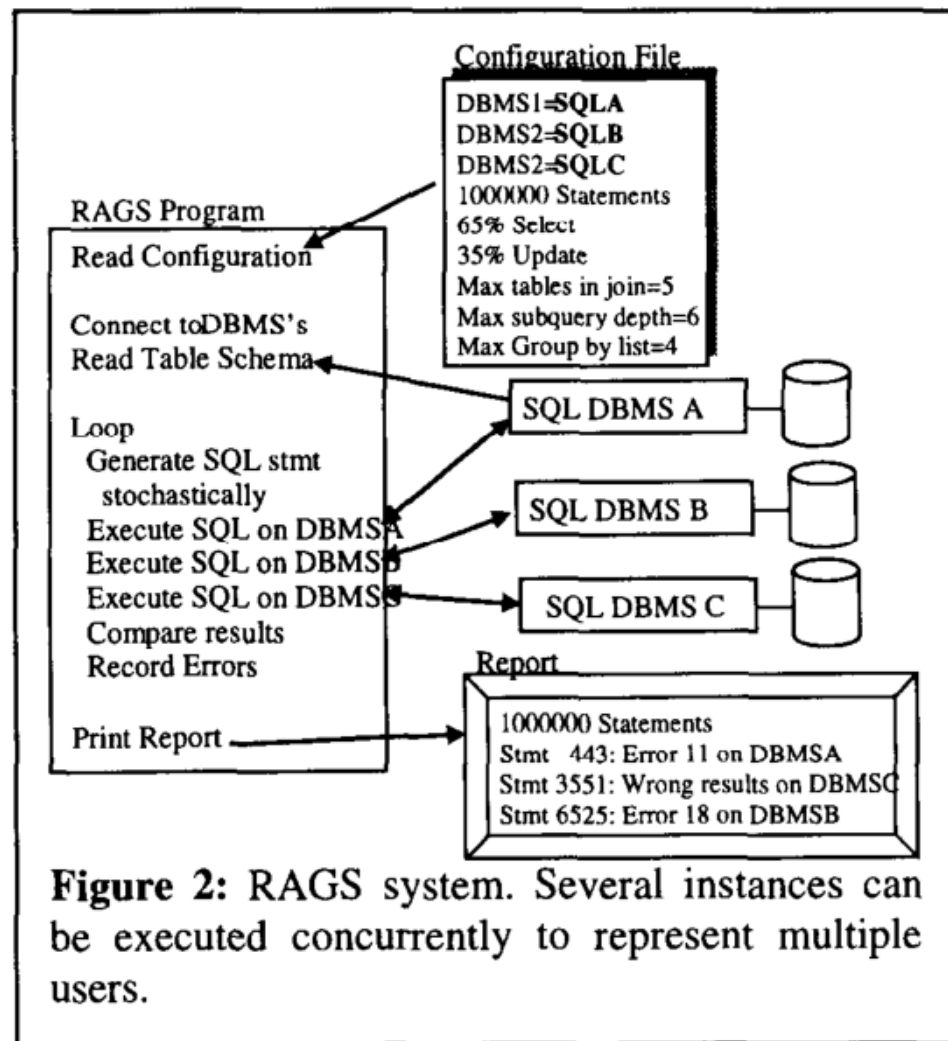 Configuration File
DBMS1=SQLA
DBMS2=SQLB
DBMS2=SQLC
1000000 Statements
65% Select
35% Update
Max tables in join=5
Max subquery depth=6
Max Group by list=4
RAGS Program
Read Configuration
Connect toDBMS's
Read Table Schema
Loop
Generate SQL stmt
stochastically
Execute SQL on DBMSA
Execute SQL on DBMSB
Execute SQL on DBMSC
Compare results
Record Errors
Print Report
SQL DBMS A
SQL DBMS B
SQL DBMS C
Report
1000000 Statements
Stmt 443: Error 11 on DBMSA
Stmt 3551: Wrong results on DBMSC
Stmt 6525: Error 18 on DBMSB
Figure 2: RAGS system. Several instances can
be executed concurrently to represent multiple
users.